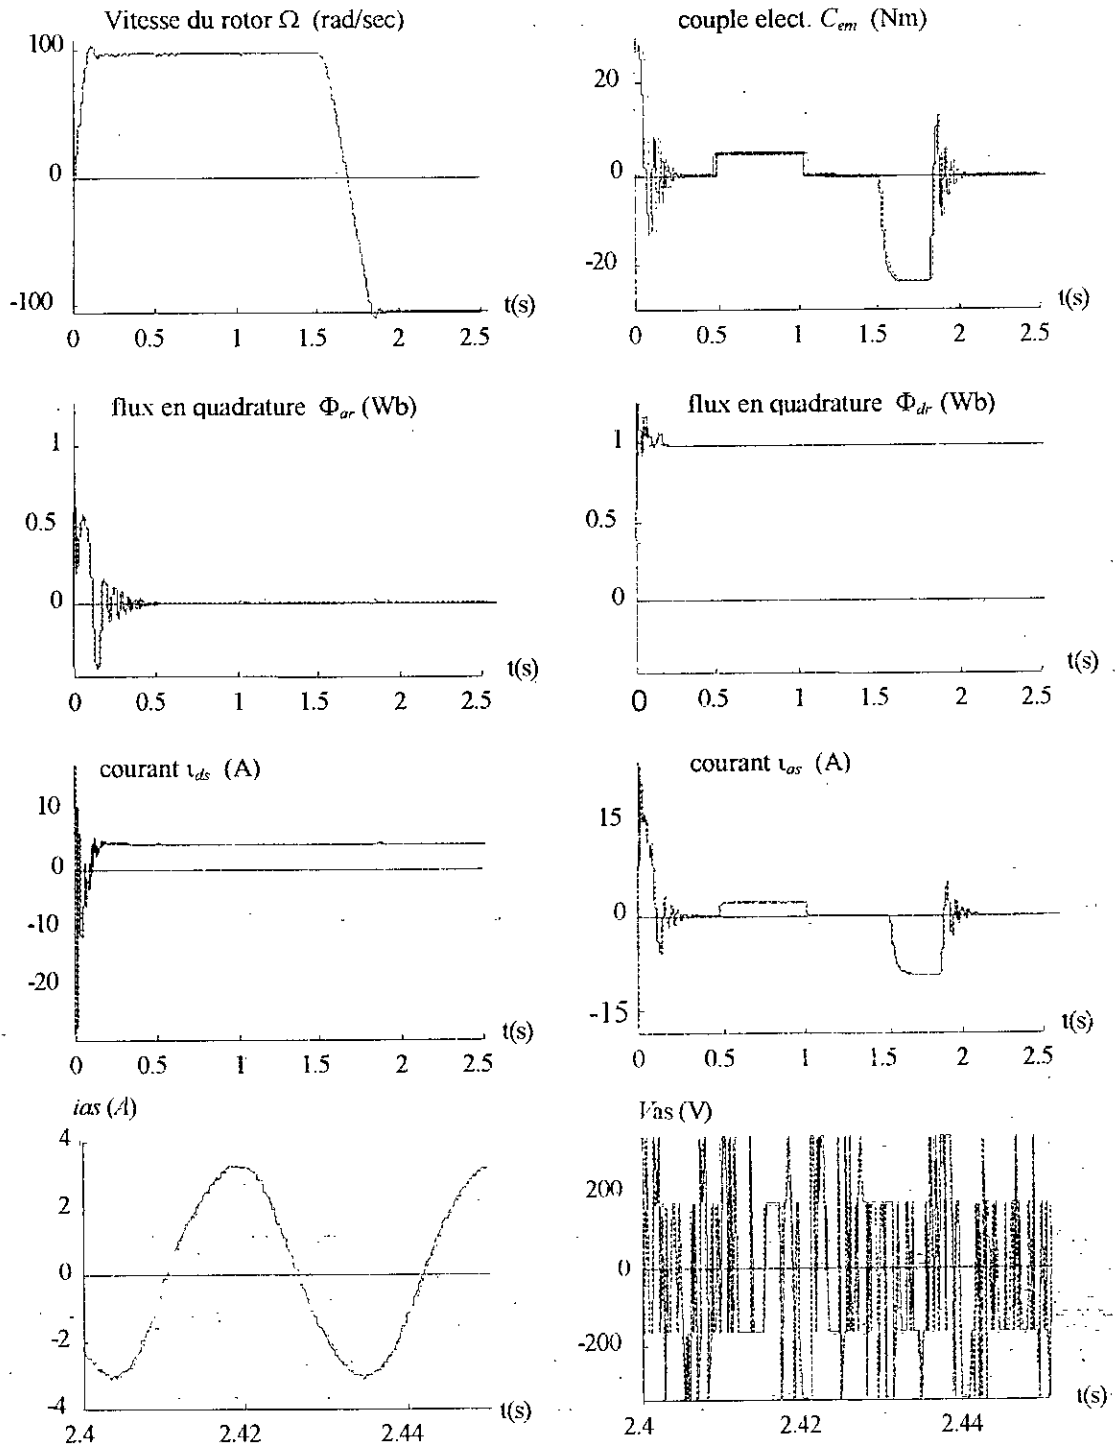 Vitesse du rotor Ω (rad/sec)
100
0
-100
t(s)
0 0.5 1 1.5 2 2.5
couple elect. Cem (Nm)
20
0
-20
t(s)
0 0.5 1 1.5 2 2.5
flux en quadrature Φqr (Wb)
1
0.5
0
t(s)
0 0.5 1 1.5 2 2.5
flux en quadrature Φdr (Wb)
1
0.5
0
t(s)
0 0.5 1 1.5 2 2.5
courant ιds (A)
10
0
-10
-20
t(s)
0 0.5 1 1.5 2 2.5
courant ιqs (A)
15
0
-15
t(s)
0 0.5 1 1.5 2 2.5
ias (A)
4
2
0
-2
-4
t(s)
2.4 2.42 2.44
Vas (V)
200
0
-200
t(s)
2.4 2.42 2.44